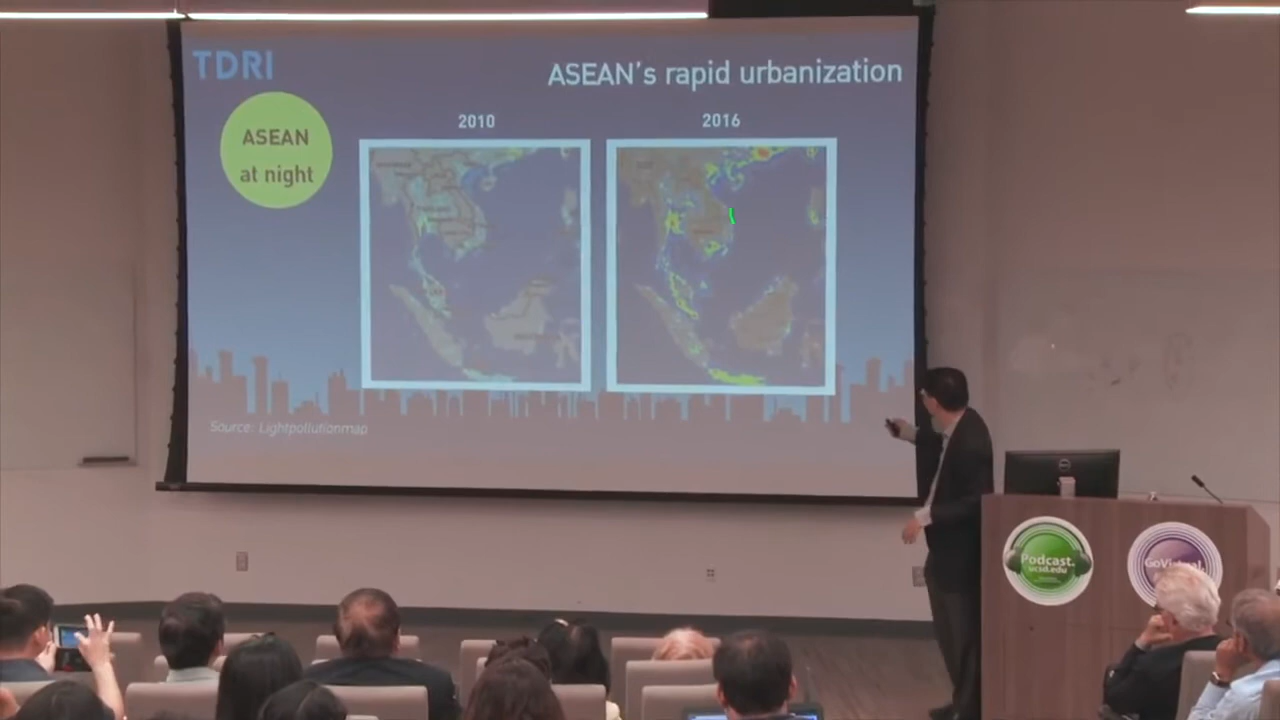 TDRI
ASEAN's rapid urbanization
ASEAN
at night
2010
2016
Source: Lightpollutionmap
Podcast.
ucsd.edu